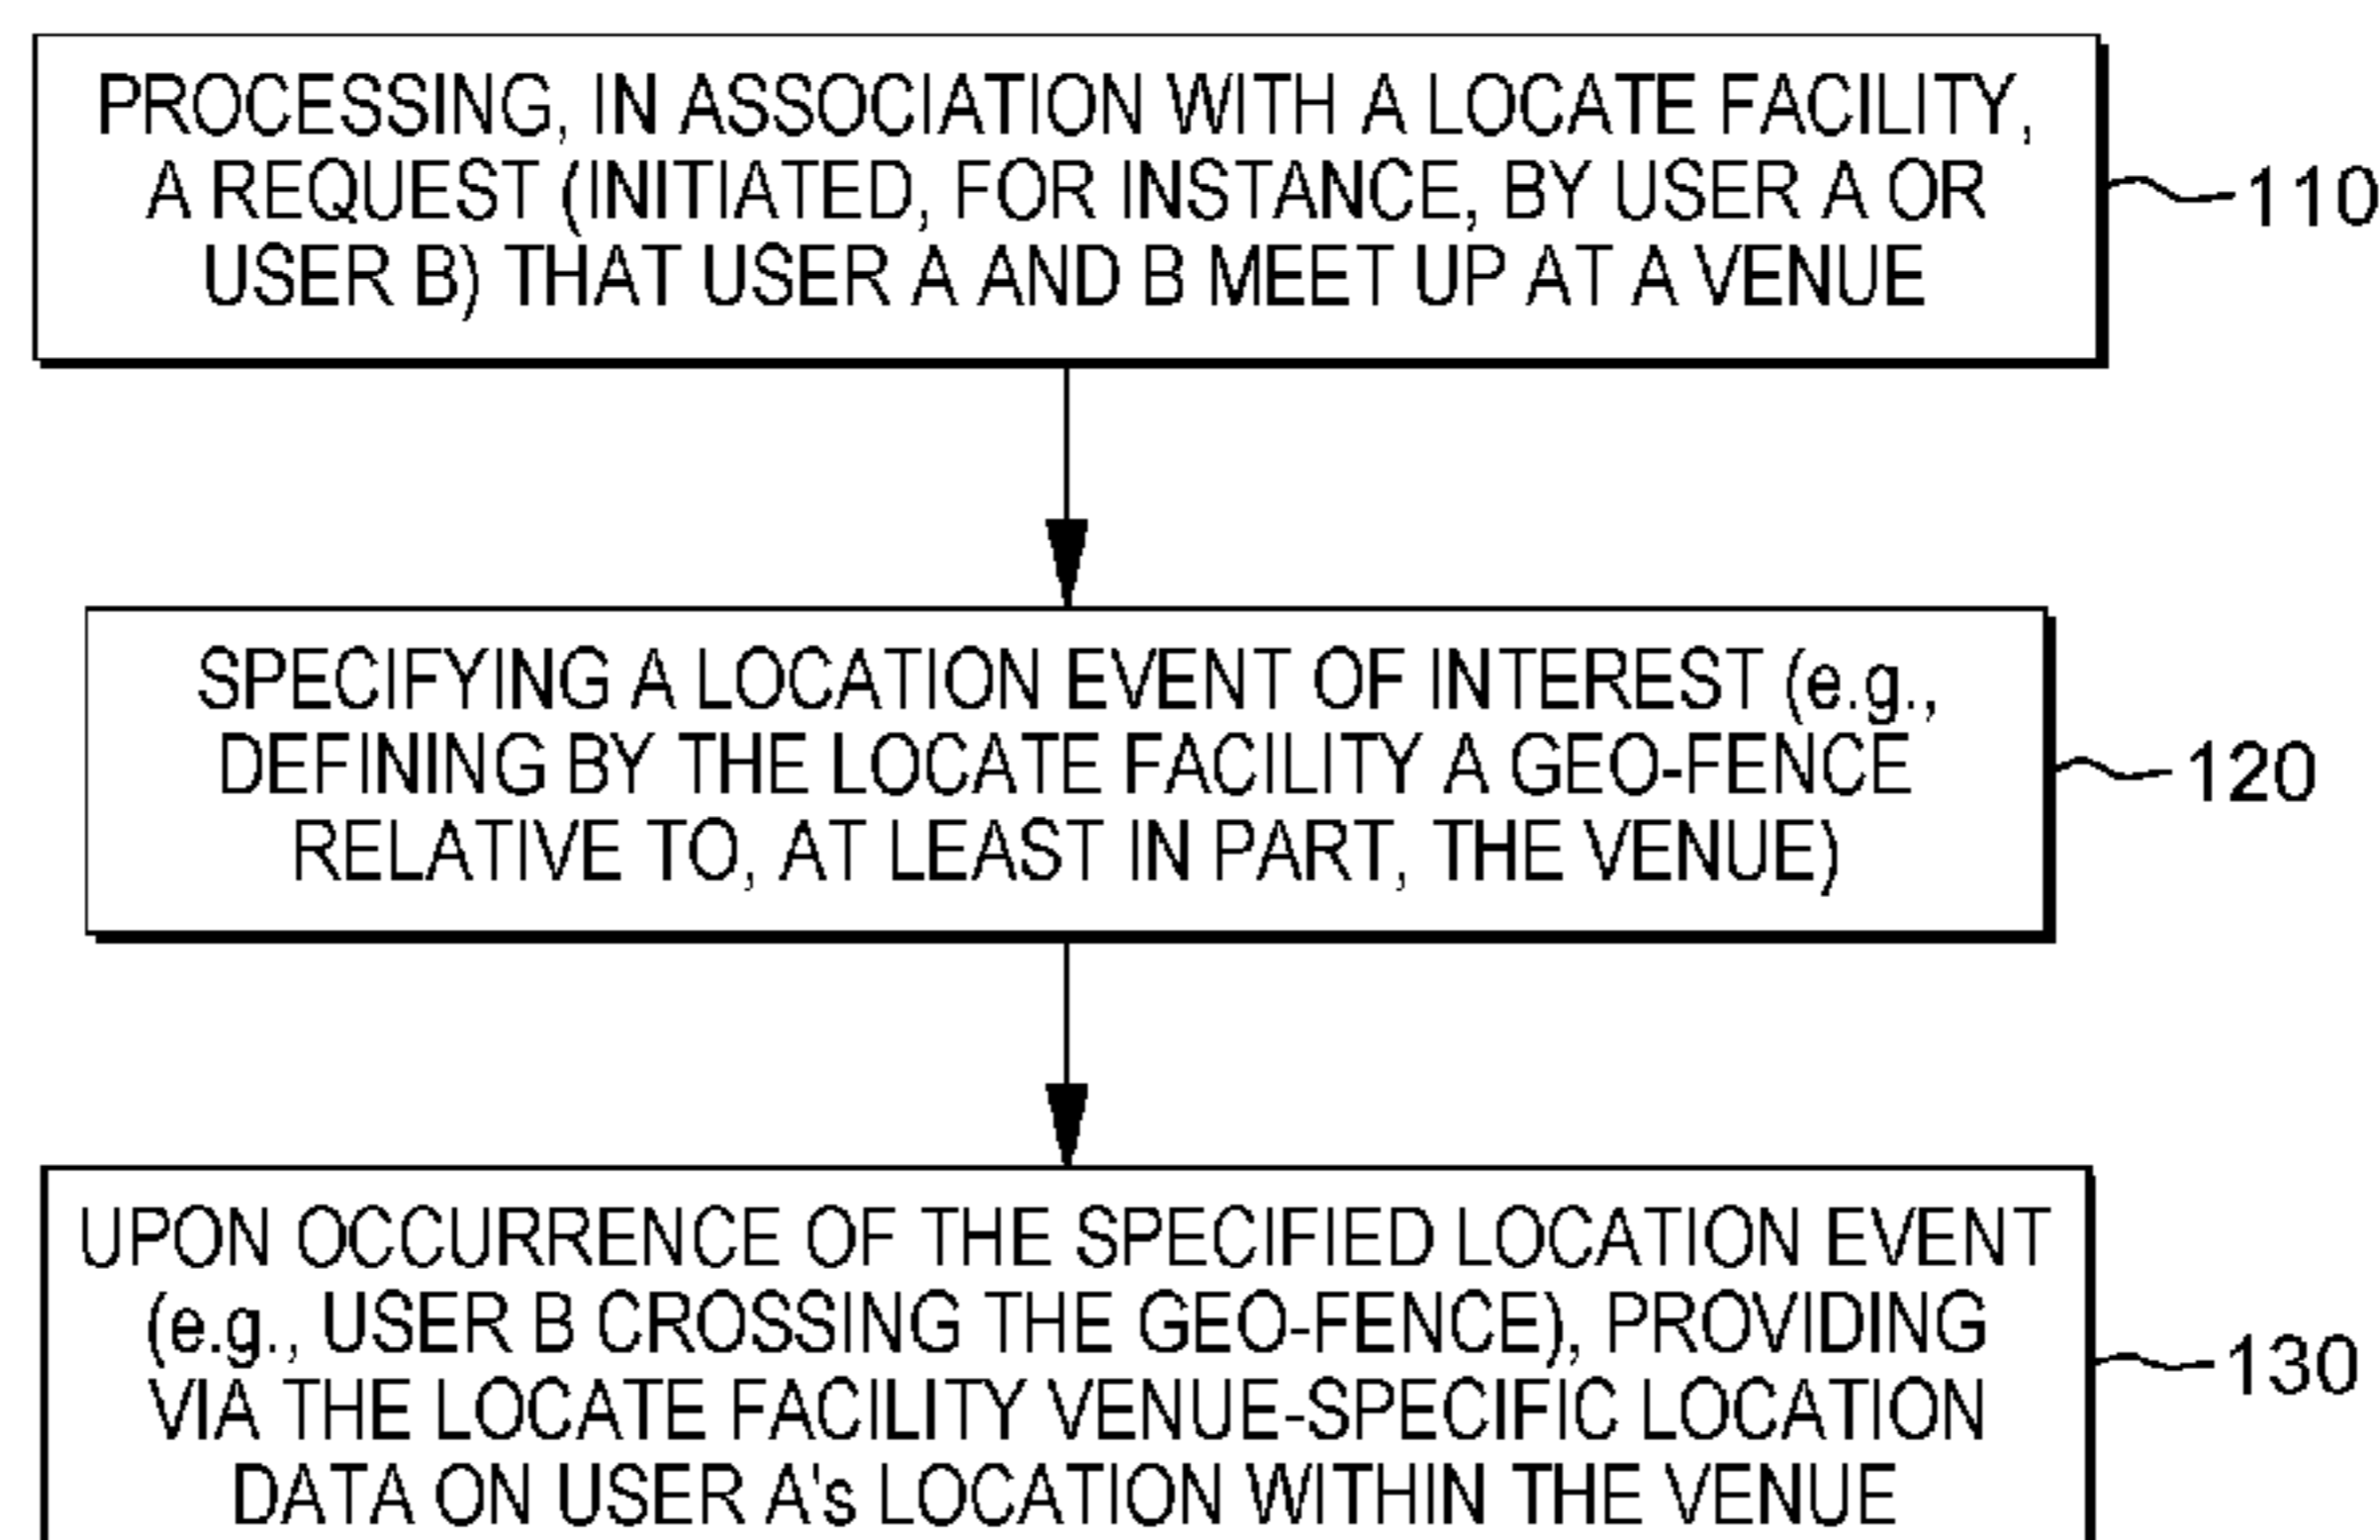 PROCESSING, IN ASSOCIATION WITH A LOCATE FACILITY,
A REQUEST (INITIATED, FOR INSTANCE, BY USER A OR
USER B) THAT USER A AND B MEET UP AT A VENUE
110
SPECIFYING A LOCATION EVENT OF INTEREST (e.g.,
DEFINING BY THE LOCATE FACILITY A GEO-FENCE
RELATIVE TO, AT LEAST IN PART, THE VENUE)
120
UPON OCCURRENCE OF THE SPECIFIED LOCATION EVENT
(e.g., USER B CROSSING THE GEO-FENCE), PROVIDING
VIA THE LOCATE FACILITY VENUE-SPECIFIC LOCATION
DATA ON USER A's LOCATION WITHIN THE VENUE
130